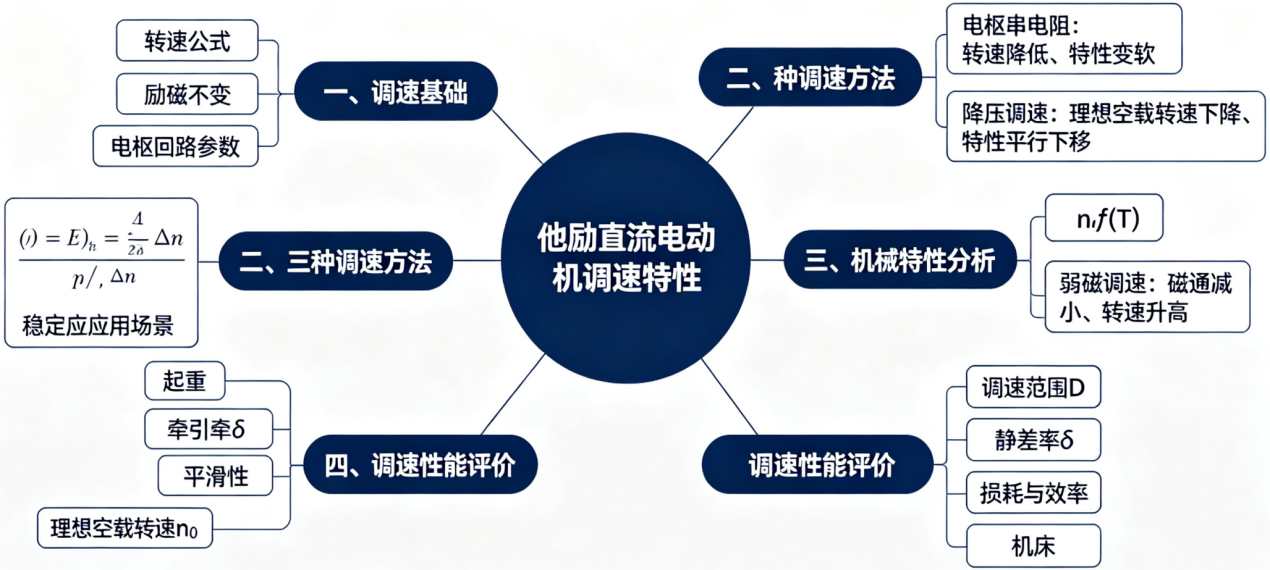 转速公式
励磁不变
电枢回路参数
一、调速基础
二、种调速方法
电枢串电阻：
转速降低、特性变软
降压调速：理想空载转速下降、
特性平行下移
他励直流电动
机调速特性
稳定应应用场景
二、三种调速方法
三、机械特性分析
弱磁调速：磁通减
小、转速升高
起重
牵引牵δ
平滑性
理想空载转速n₀
四、调速性能评价
调速性能评价
调速范围D
静差率δ
损耗与效率
机床